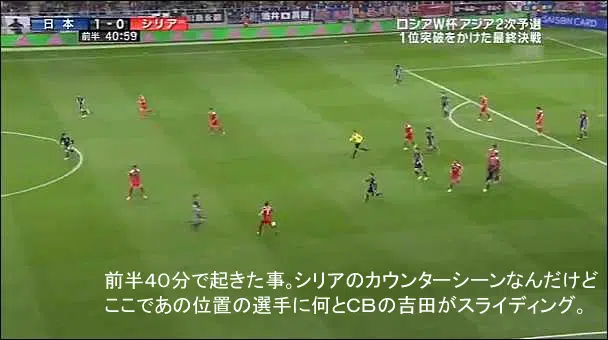 日本 1-0 シリア
前半 40:59
ロシアW杯アジア2次予選
1位突破をかけた最終決戦
SAISON CARD
前半４０分で起きた事。シリアのカウンターシーンなんだけど
ここであの位置の選手に何とＣＢの吉田がスライディング。